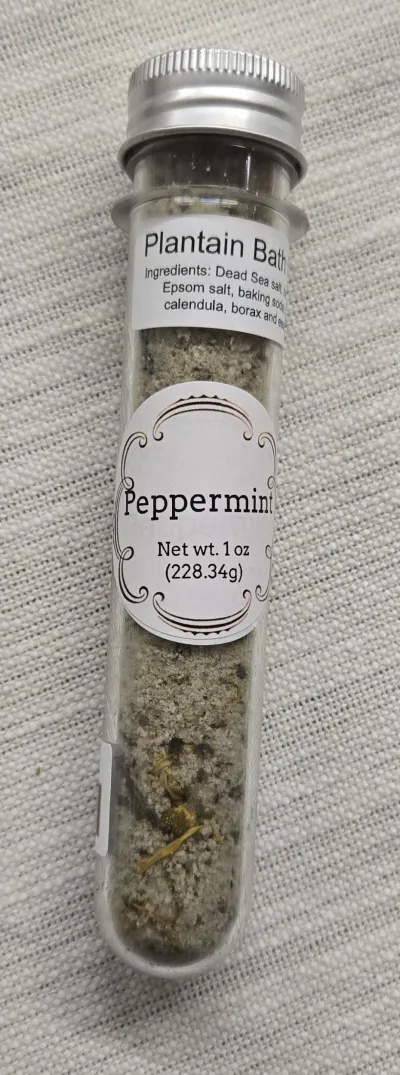 Plantain Bath
Ingredients: Dead Sea salt,
Epsom salt, baking soda,
calendula, borax and
Peppermint
Net wt. 1 oz
(228.34g)